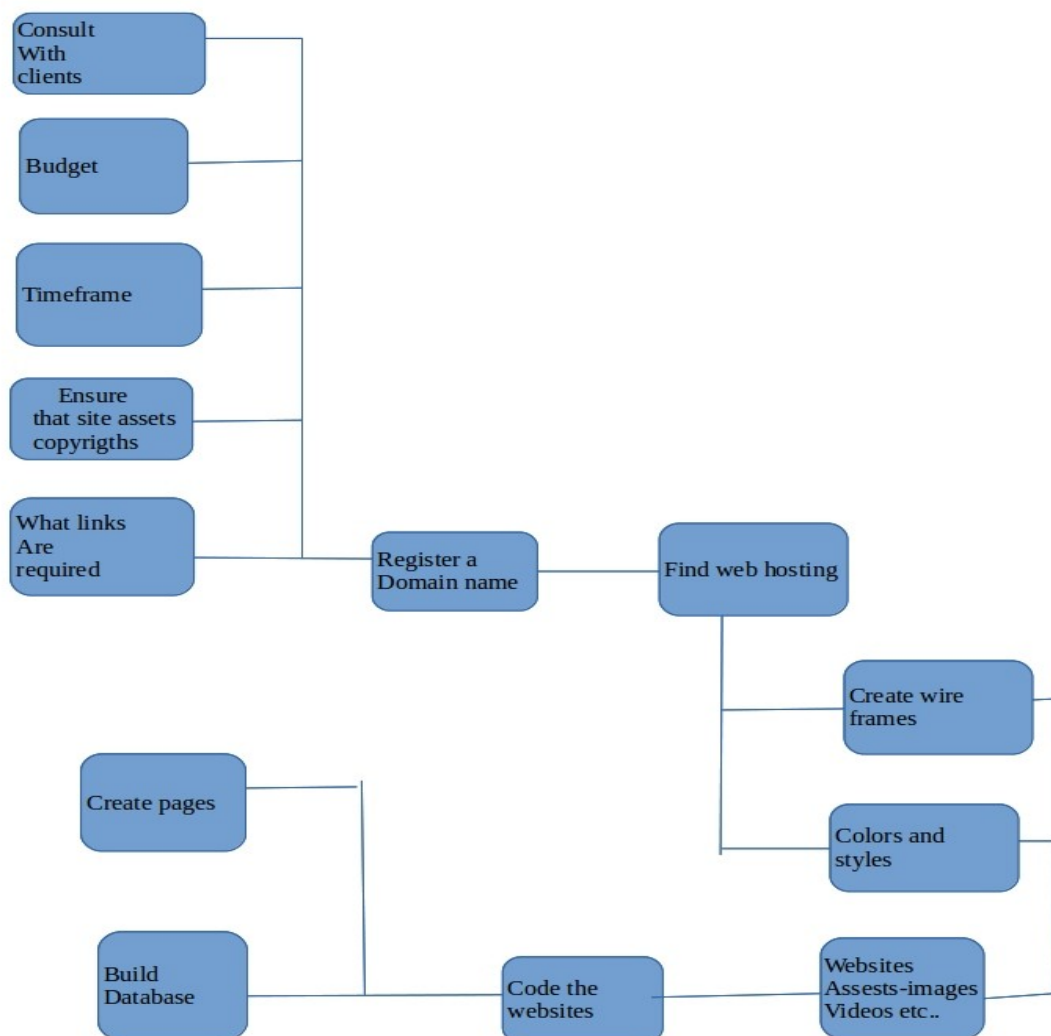 Consult
With
clients
Budget
Timeframe
Ensure
that site assets
copyrigths
What links
Are
required
Register a
Domain name
Find web hosting
Create wire
frames
Create pages
Colors and
styles
Build
Database
Code the
websites
Websites
Assests-images
Videos etc..